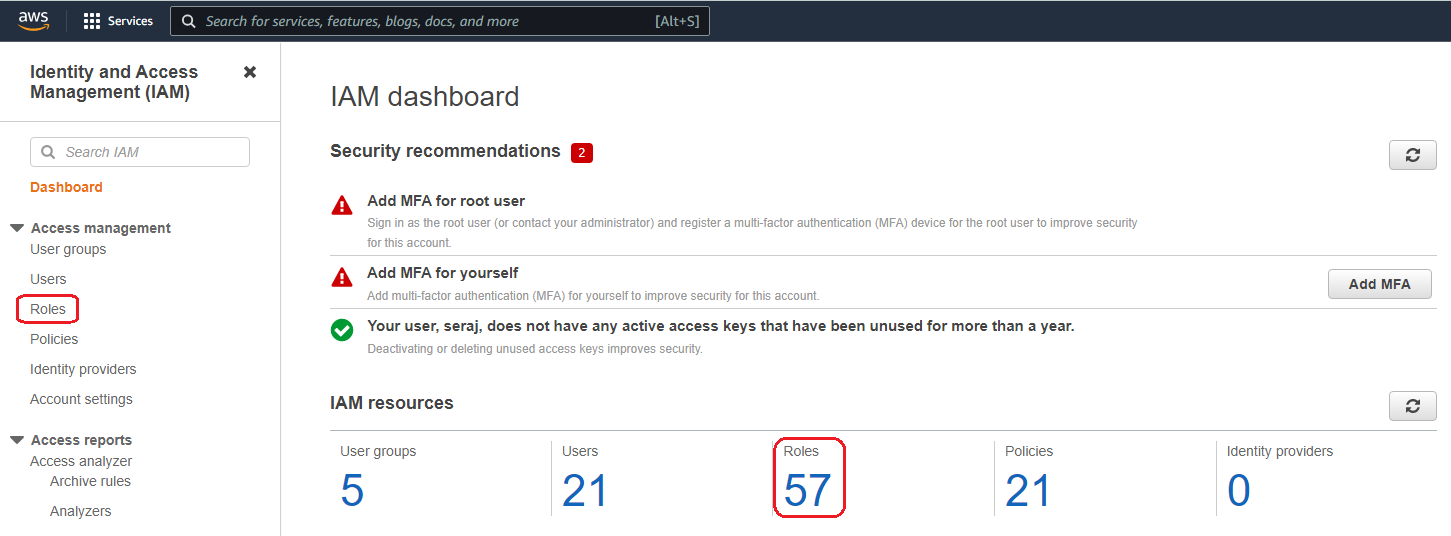 aws
Services
Search for services, features, blogs, docs, and more
[Alt+S]
Identity and Access
Management (IAM)
Search IAM
Dashboard
Access management
User groups
Users
Roles
Policies
Identity providers
Account settings
Access reports
Access analyzer
Archive rules
Analyzers
IAM dashboard
Security recommendations 2
Add MFA for root user
Sign in as the root user (or contact your administrator) and register a multi-factor authentication (MFA) device for the root user to improve security
for this account.
Add MFA for yourself
Add multi-factor authentication (MFA) for yourself to improve security for this account.
Add MFA
Your user, seraj, does not have any active access keys that have been unused for more than a year.
Deactivating or deleting unused access keys improves security.
IAM resources
User groups
5
Users
21
Roles
57
Policies
21
Identity providers
0